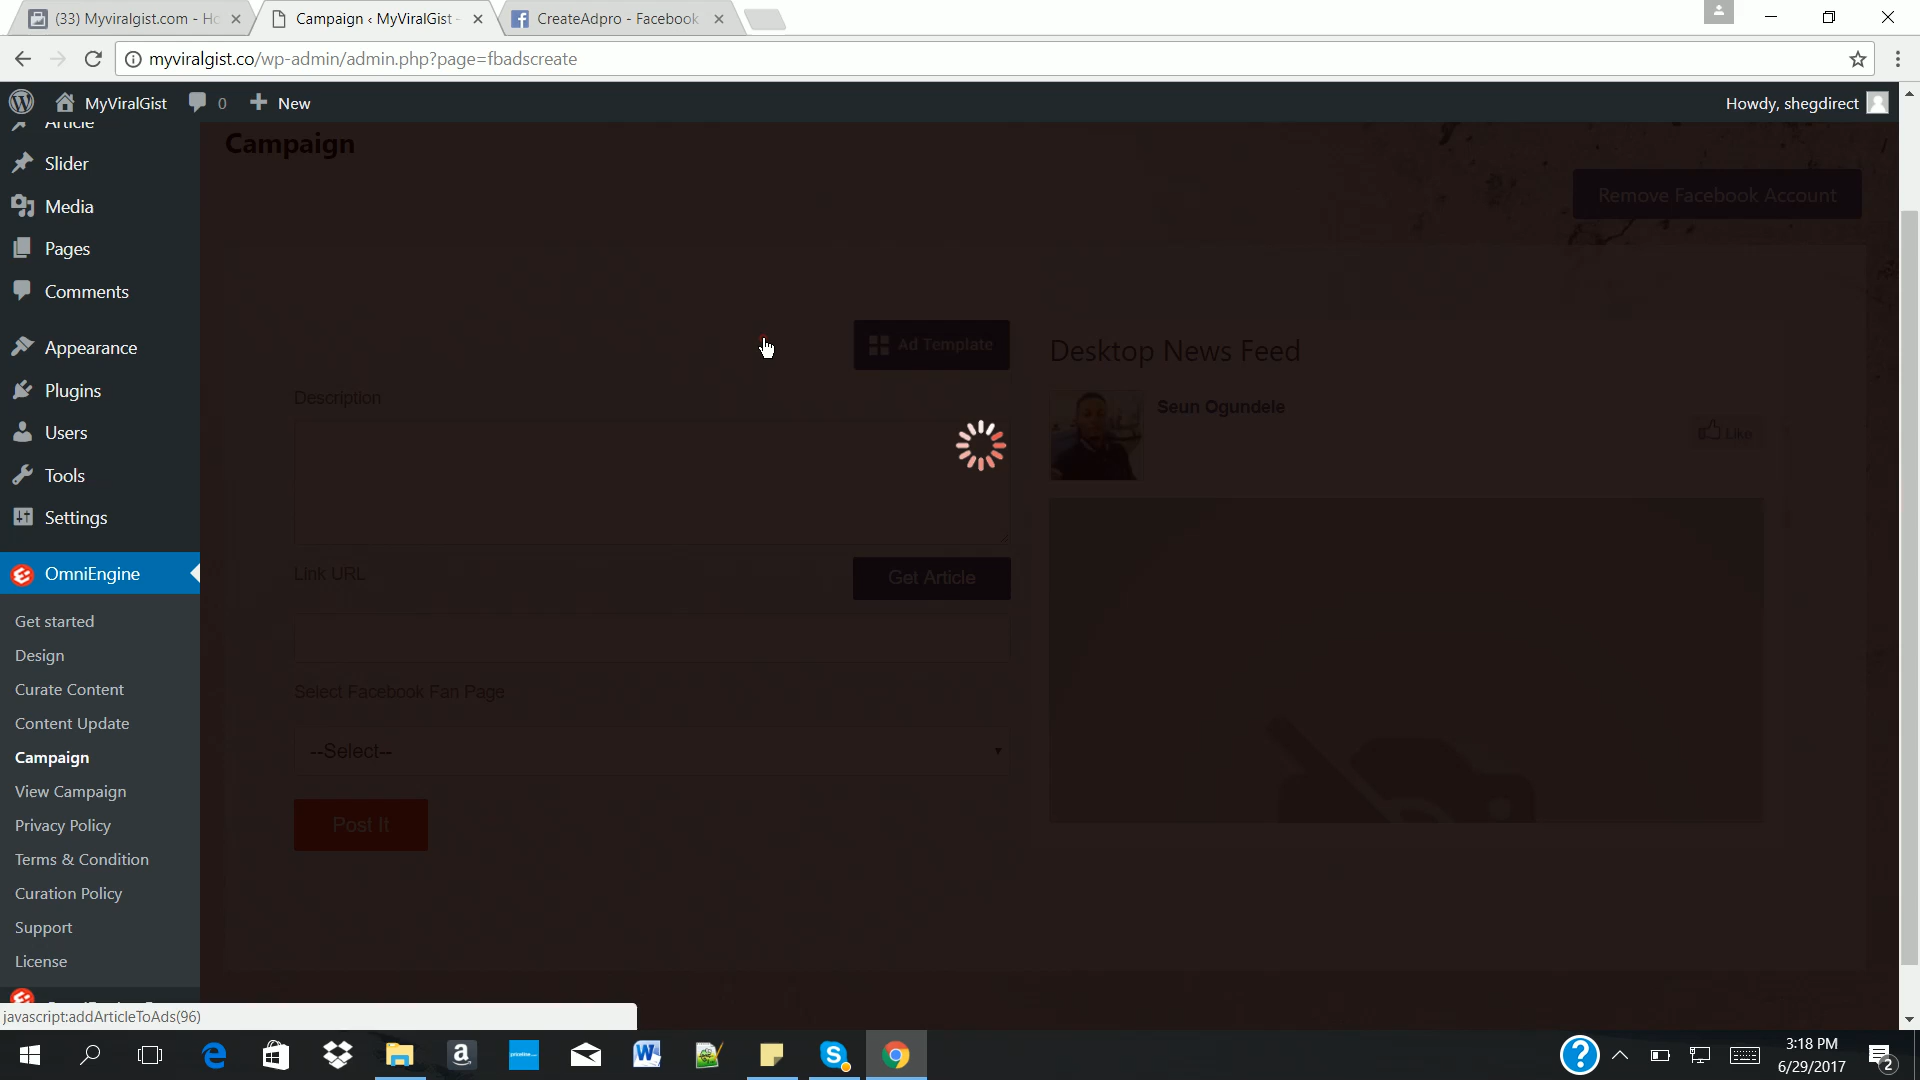 (33) Myviralgist.com - Ho
Campaign ‹ MyViralGist -
CreateAdpro - Facebook
myviralgist.co/wp-admin/admin.php?page=fbadscreate
MyViralGist
0
New
Howdy, shegdirect
Article
Slider
Media
Pages
Comments
Appearance
Plugins
Users
Tools
Settings
OmniEngine
Get started
Design
Curate Content
Content Update
Campaign
View Campaign
Privacy Policy
Terms & Condition
Curation Policy
Support
License
Campaign
Remove Facebook Account
Ad Template
Description
Link URL
Get Article
Select Facebook Fan Page
--Select--
Post It
Desktop News Feed
Seun Ogundele
Like
javascript:addArticleToAds(96)
3:18 PM
6/29/2017
2